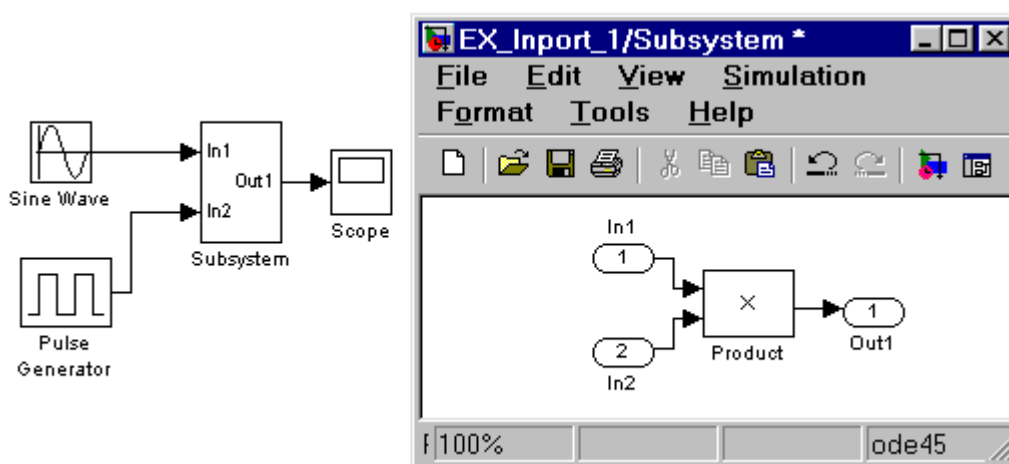 Sine Wave
In1
In2
Out1
Subsystem
Scope
Pulse
Generator
EX_Inport_1/Subsystem *
File Edit View Simulation
Format Tools Help
In1
1
×
Product
1
Out1
2
In2
100%
ode45